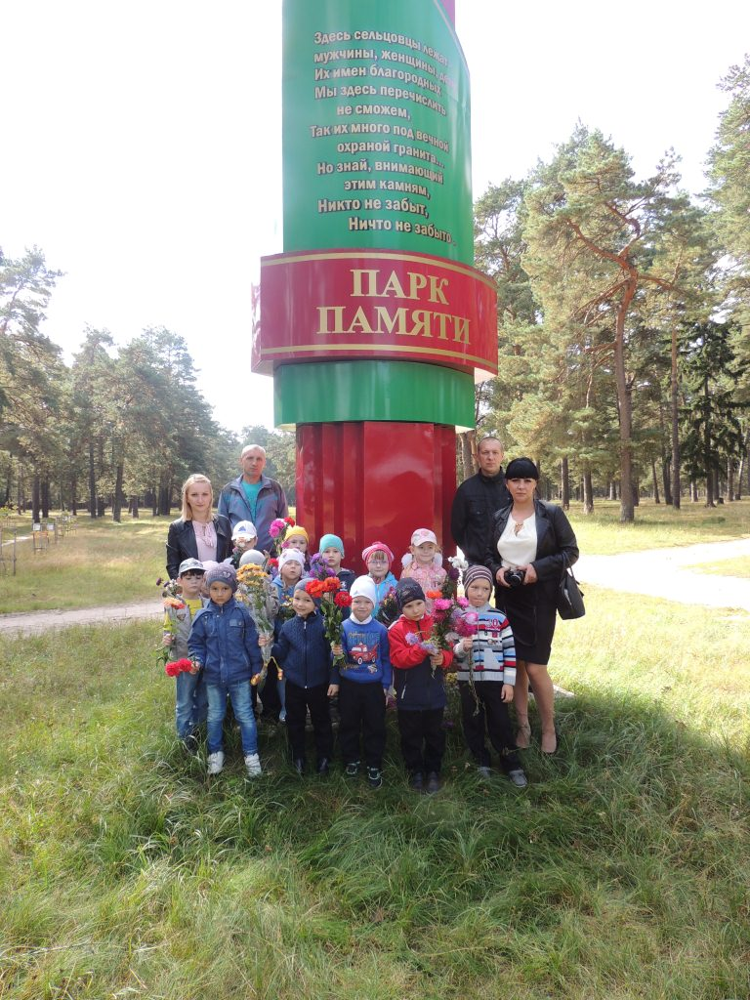 Здесь сельцовцы лежат
мужчины, женщины, дети
Их имен благородных
Мы здесь перечислить
не сможем,
Так их много под вечной
охраной гранита...
Но знай, внимающий
этим камням,
Никто не забыт,
Ничто не забыто.
ПАРК
ПАМЯТИ